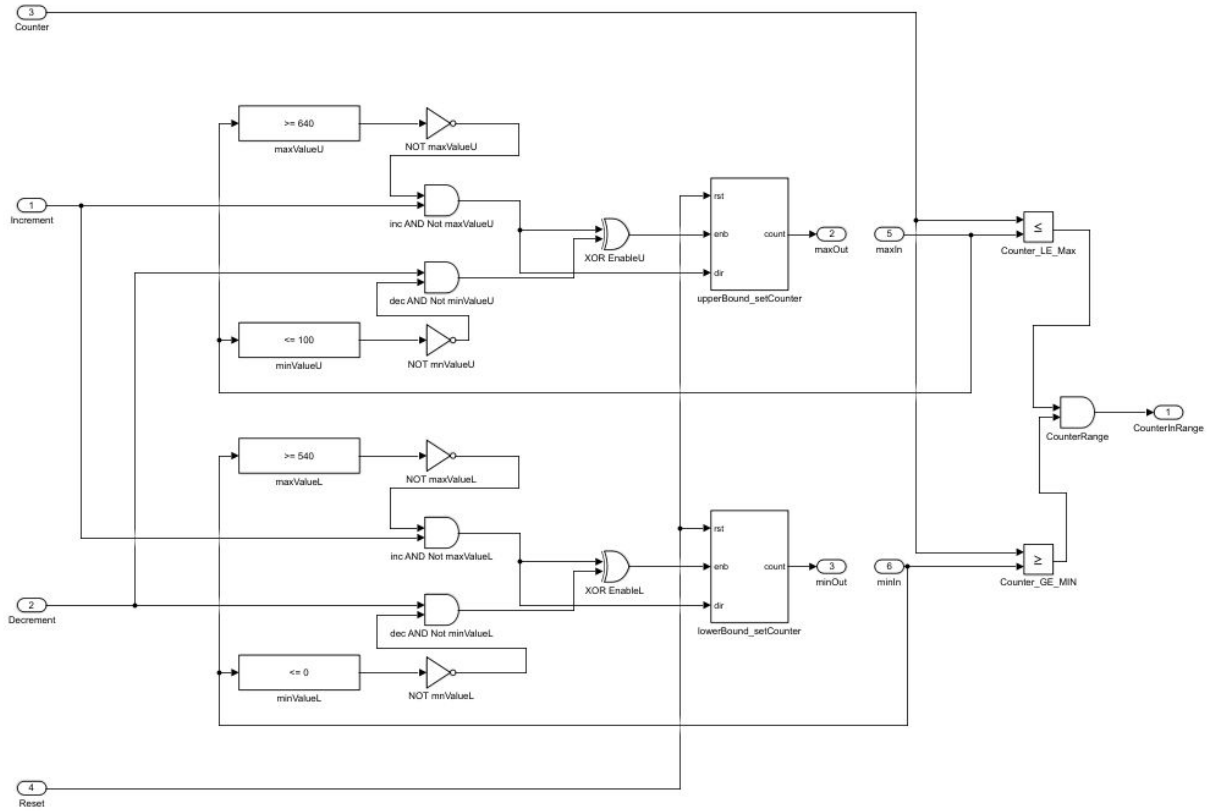 3
Counter
>= 640
maxValueU
NOT maxValueU
1
Increment
inc AND Not maxValueU
XOR EnableU
dec AND Not minValueU
<= 100
minValueU
NOT mnValueU
rst
enb
count
dir
upperBound_setCounter
2
maxOut
5
maxIn
≤
Counter_LE_Max
CounterRange
1
CounterInRange
>= 540
maxValueL
NOT maxValueL
inc AND Not maxValueL
XOR EnableL
2
Decrement
dec AND Not minValueL
<= 0
minValueL
NOT mnValueL
rst
enb
count
dir
lowerBound_setCounter
3
minOut
6
minIn
≥
Counter_GE_MIN
4
Reset